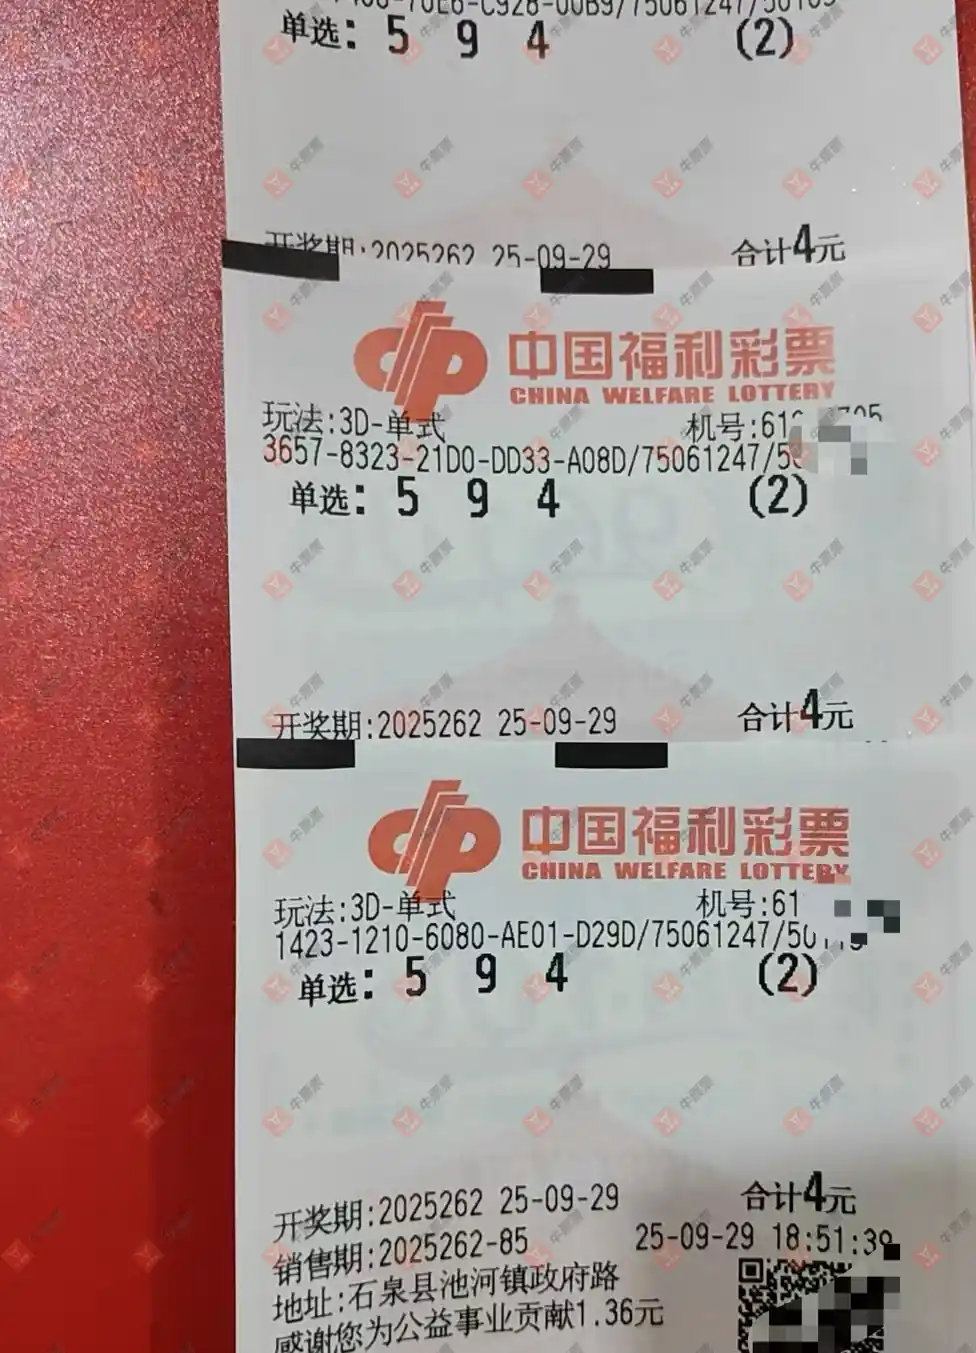 单选: 5 9 4 (2)
开奖期:2025262 25-09-29 合计4元
中国福利彩票
CHINA WELFARE LOTTERY
玩法:3D-单式 机号:61
3657-8323-21D0-DD33-A08D/75061247/5
单选: 5 9 4 (2)
开奖期:2025262 25-09-29 合计4元
中国福利彩票
CHINA WELFARE LOTTERY
玩法:3D-单式 机号:61
1423-1210-6080-AE01-D29D/75061247/50
单选: 5 9 4 (2)
开奖期:2025262 25-09-29 合计4元
销售期:2025262-85 25-09-29 18:51:39
地址:石泉县池河镇政府路
感谢您为公益事业贡献1.36元